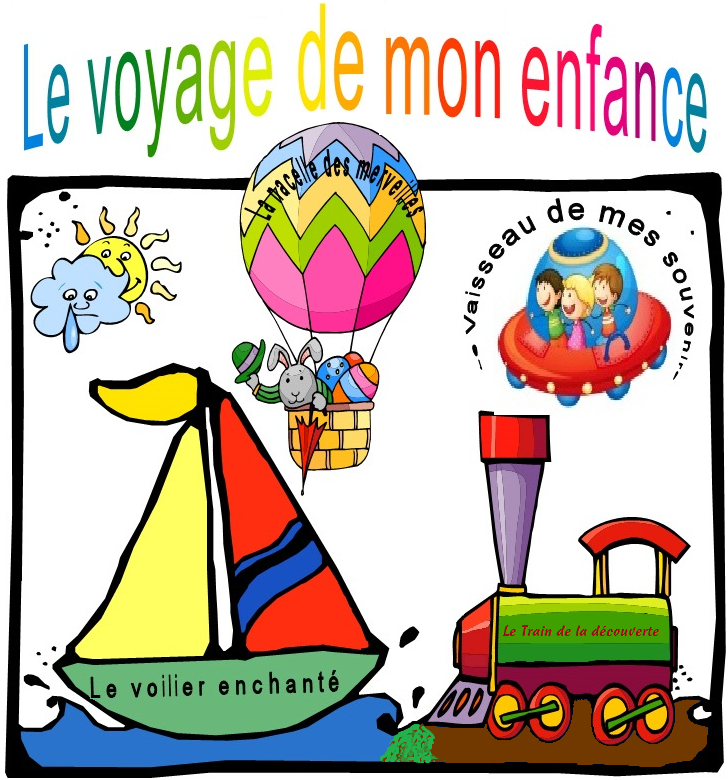 Le voyage de mon enfance
La nacelle des merveilles
Vaisseau de mes souvenir
Le Train de la découverte
Le voilier enchanté